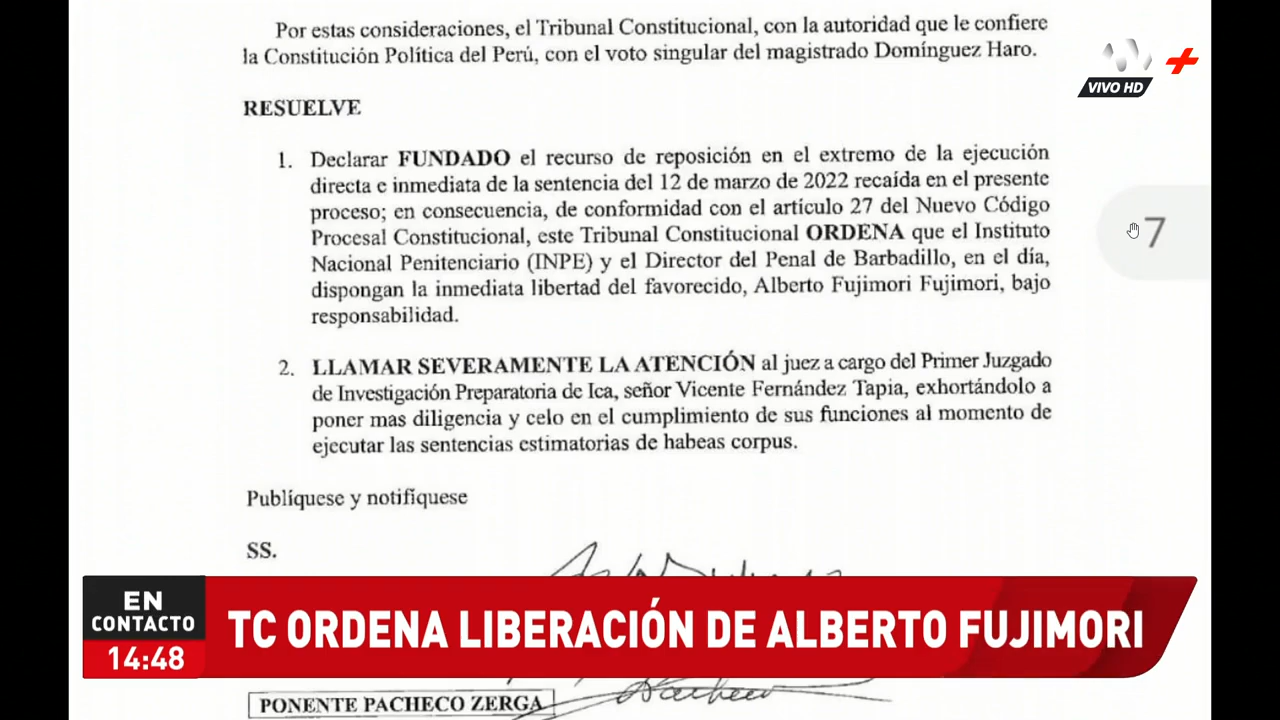 Por estas consideraciones, el Tribunal Constitucional, con la autoridad que le confiere
la Constitución Política del Perú, con el voto singular del magistrado Domínguez Haro.
RESUELVE
1. Declarar FUNDADO el recurso de reposición en el extremo de la ejecución
directa e inmediata de la sentencia del 12 de marzo de 2022 recaída en el presente
proceso; en consecuencia, de conformidad con el artículo 27 del Nuevo Código
Procesal Constitucional, este Tribunal Constitucional ORDENA que el Instituto
Nacional Penitenciario (INPE) y el Director del Penal de Barbadillo, en el día,
dispongan la inmediata libertad del favorecido, Alberto Fujimori Fujimori, bajo
responsabilidad.
2. LLAMAR SEVERAMENTE LA ATENCIÓN al juez a cargo del Primer Juzgado
de Investigación Preparatoria de Ica, señor Vicente Fernández Tapia, exhortándolo a
poner mas diligencia y celo en el cumplimiento de sus funciones al momento de
ejecutar las sentencias estimatorias de habeas corpus.
Publíquese y notifíquese
SS.
PONENTE PACHECO ZERGA
7
VIVO HD
EN
CONTACTO
14:48
TC ORDENA LIBERACIÓN DE ALBERTO FUJIMORI